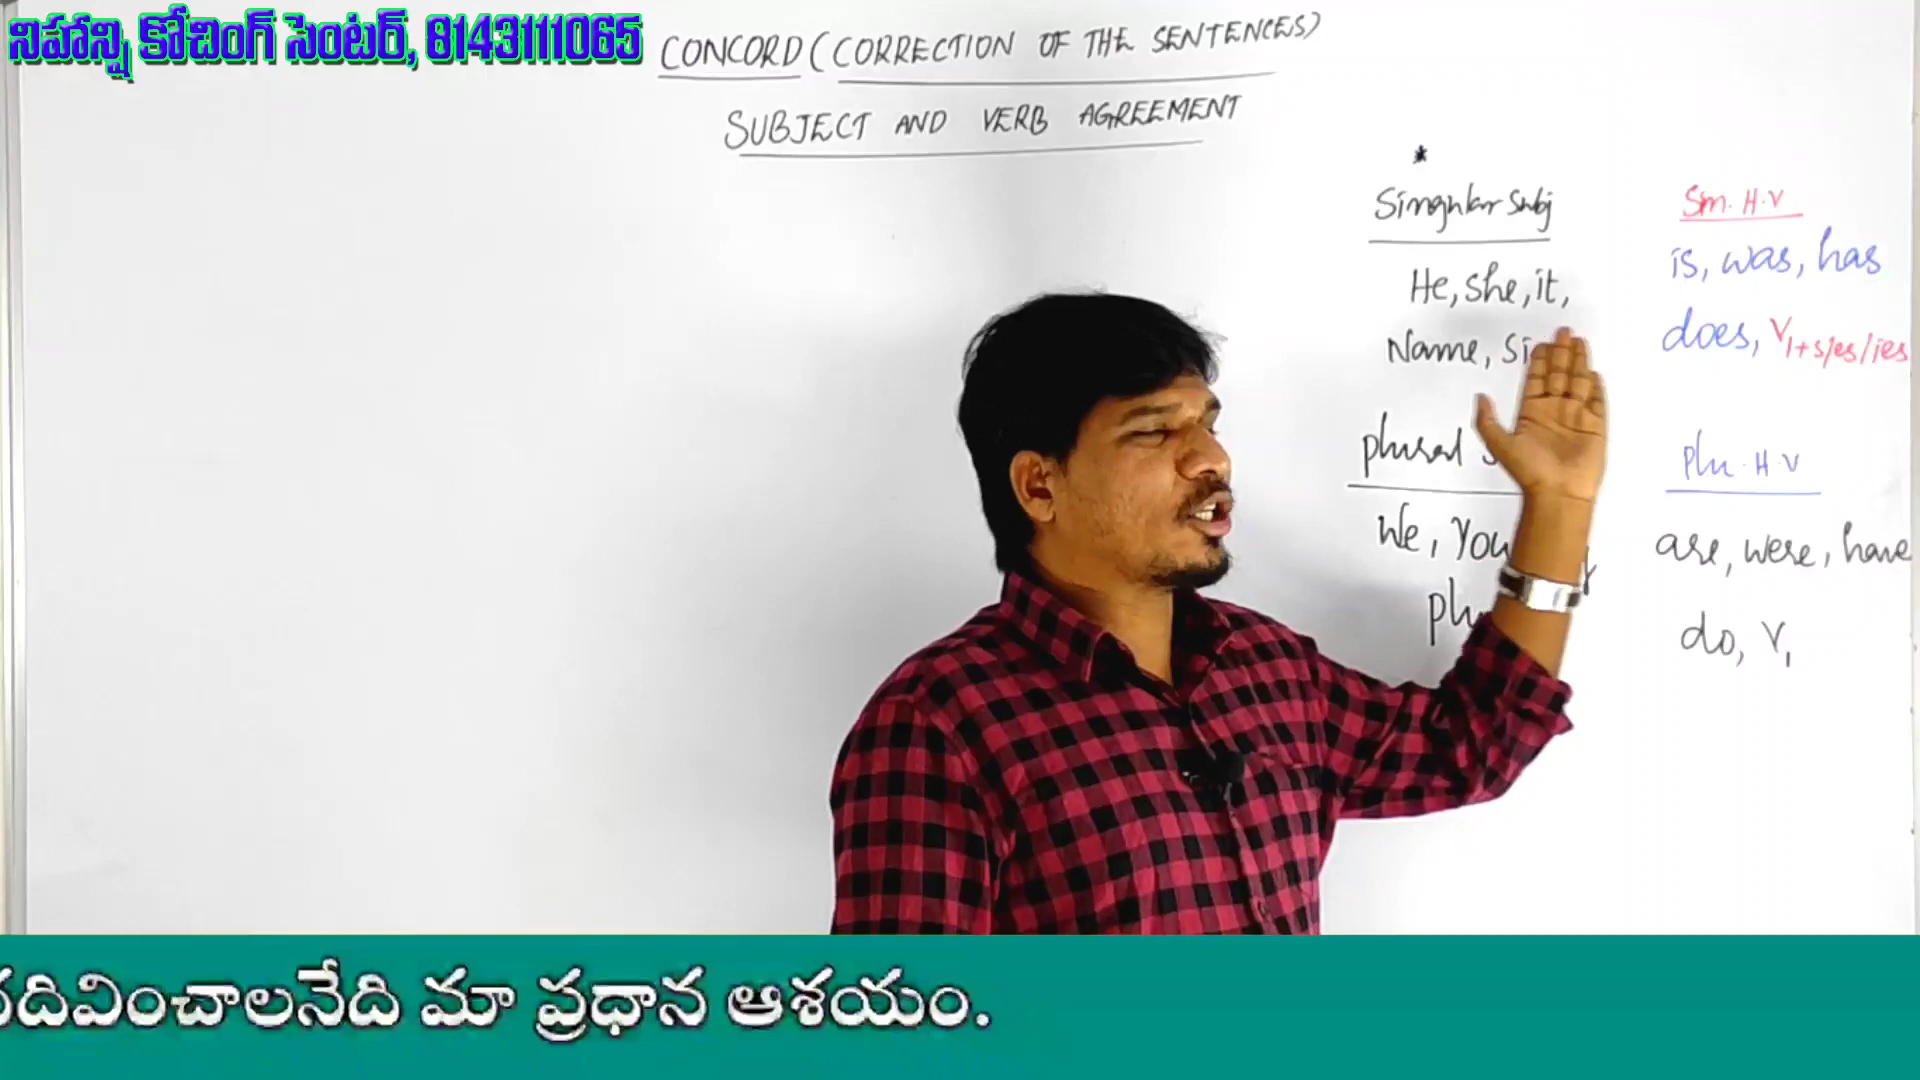 నిహాన్షి కోచింగ్ సెంటర్, 8143111065
CONCORD (CORRECTION OF THE SENTENCES)
SUBJECT AND VERB AGREEMENT
*
Singular Subj
He, She, it,
Name,
Plural
We, You
Sin. H.V
is, was, has
does, V1+s/es/ies
Plu. H.V
are, were, have
do, V1
మా ప్రధాన ఆశయం.